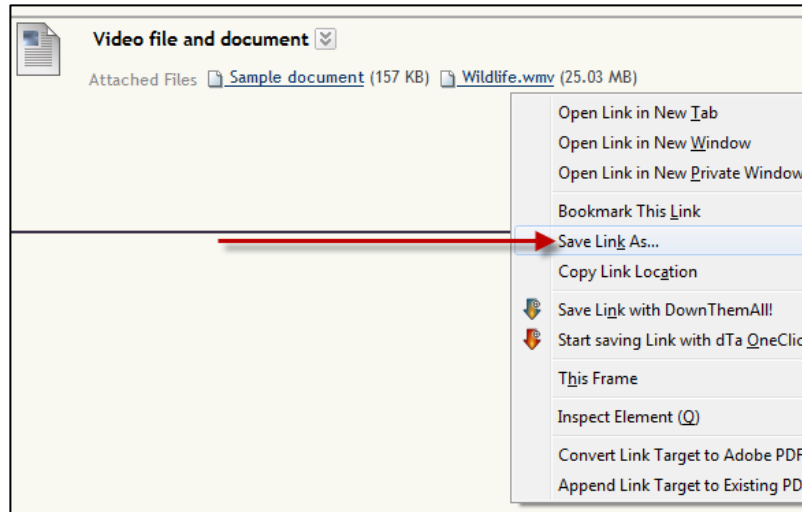 Video file and document
Attached Files Sample document (157 KB) Wildlife.wmv (25.03 MB)
Open Link in New Tab
Open Link in New Window
Open Link in New Private Window
Bookmark This Link
Save Link As...
Copy Link Location
Save Link with DownThemAll!
Start saving Link with dTa OneClic
This Frame
Inspect Element (Q)
Convert Link Target to Adobe PDF
Append Link Target to Existing PD